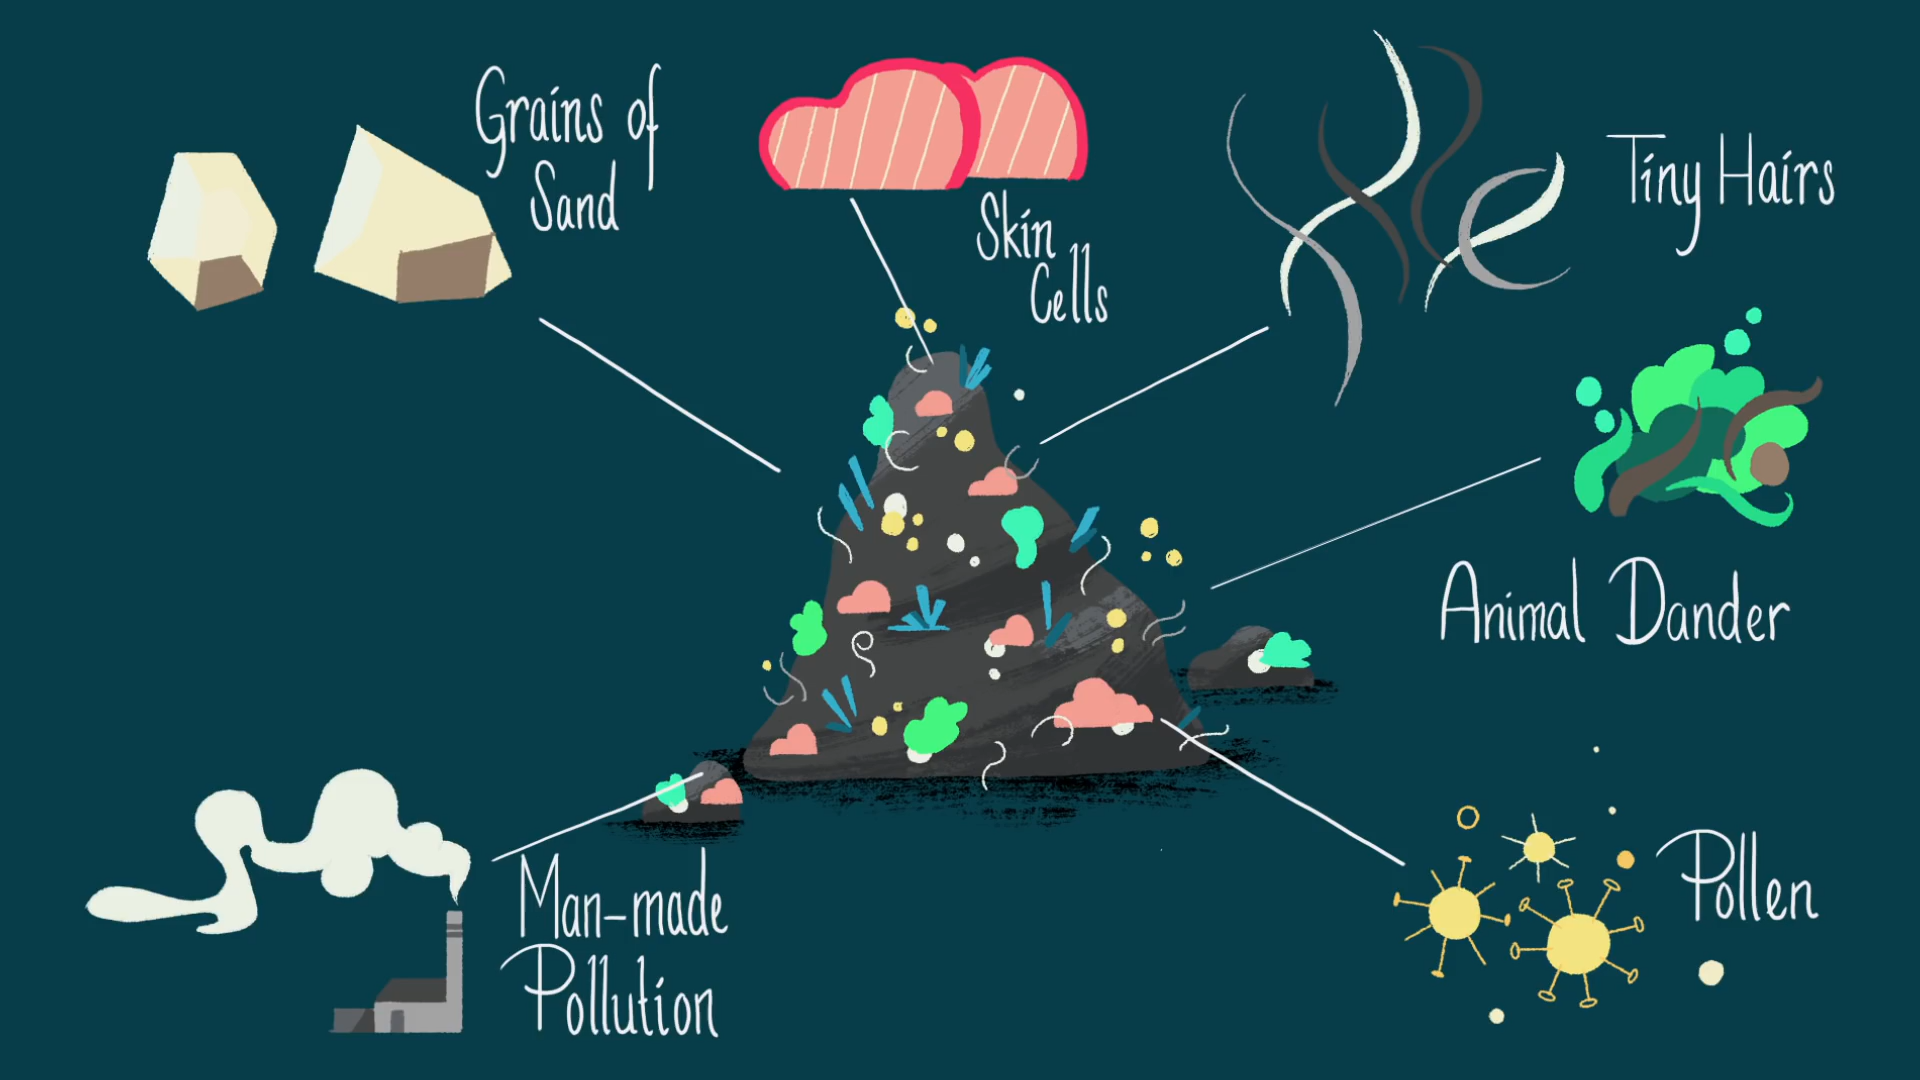 Grains of
Sand
Skin
Cells
Tiny Hairs
Animal Dander
Man-made
Pollution
Pollen